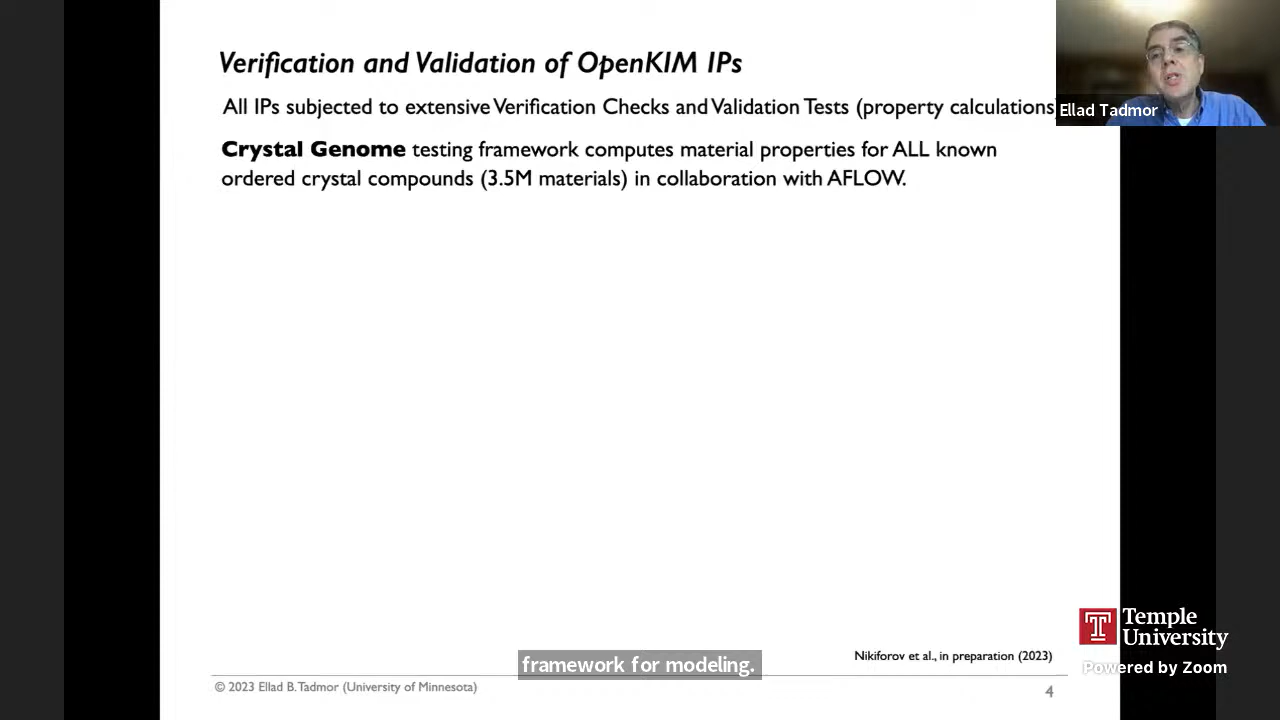 Verification and Validation of OpenKIM IPs
All IPs subjected to extensive Verification Checks and Validation Tests (property calculations)
Ellad Tadmor
Crystal Genome testing framework computes material properties for ALL known
ordered crystal compounds (3.5M materials) in collaboration with AFLOW.
Temple
University
Nikiforov et al., in preparation (2023)
framework for modeling.
Powered by Zoom
© 2023 Ellad B. Tadmor (University of Minnesota)
4